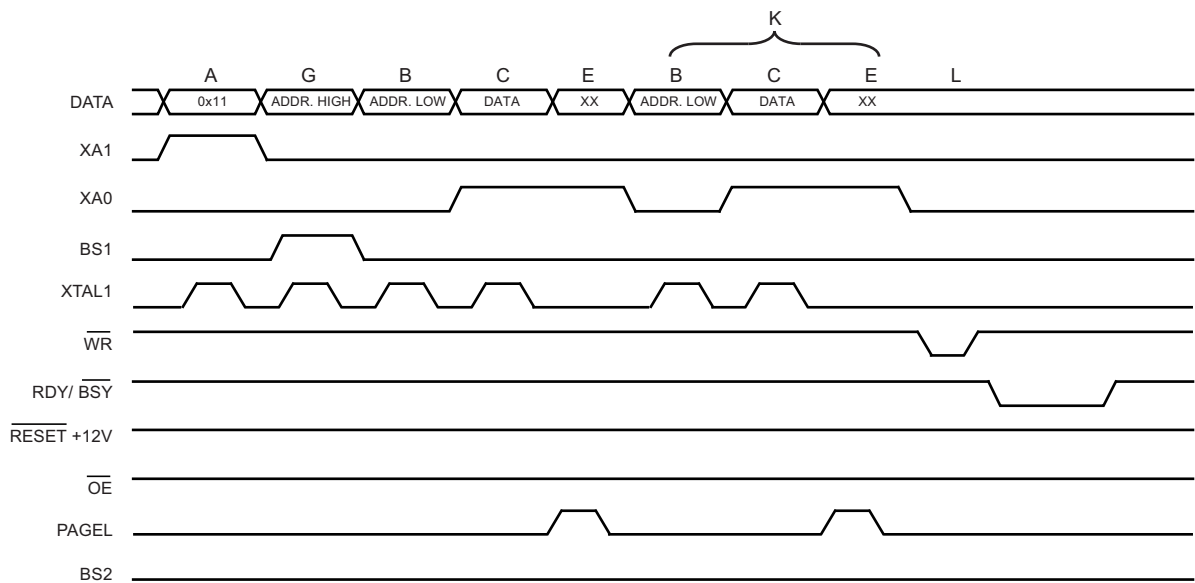 K
A G B C E B C E L
DATA 0x11 ADDR. HIGH ADDR. LOW DATA XX ADDR. LOW DATA XX
XA1
XA0
BS1
XTAL1
WR
RDY/ BSY
RESET +12V
OE
PAGEL
BS2